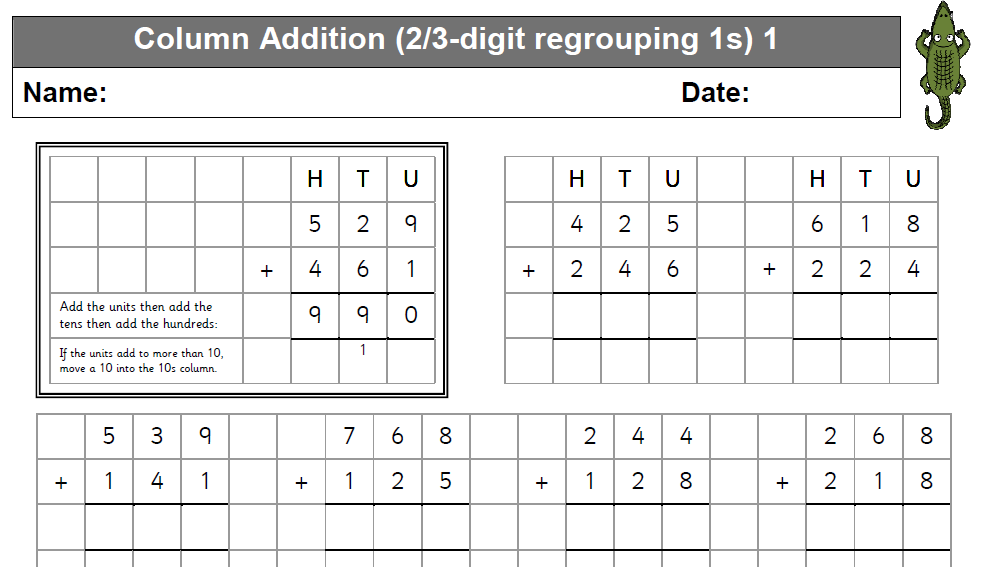 Column Addition (2/3-digit regrouping 1s) 1
Name: Date:
H T U
5 2 9
+ 4 6 1
Add the units then add the
tens then add the hundreds:
9 9 0
If the units add to more than 10,
move a 10 into the 10s column.
1
H T U H T U
4 2 5 6 1 8
+ 2 4 6 + 2 2 4
5 3 9 7 6 8 2 4 4 2 6 8
+ 1 4 1 + 1 2 5 + 1 2 8 + 2 1 8